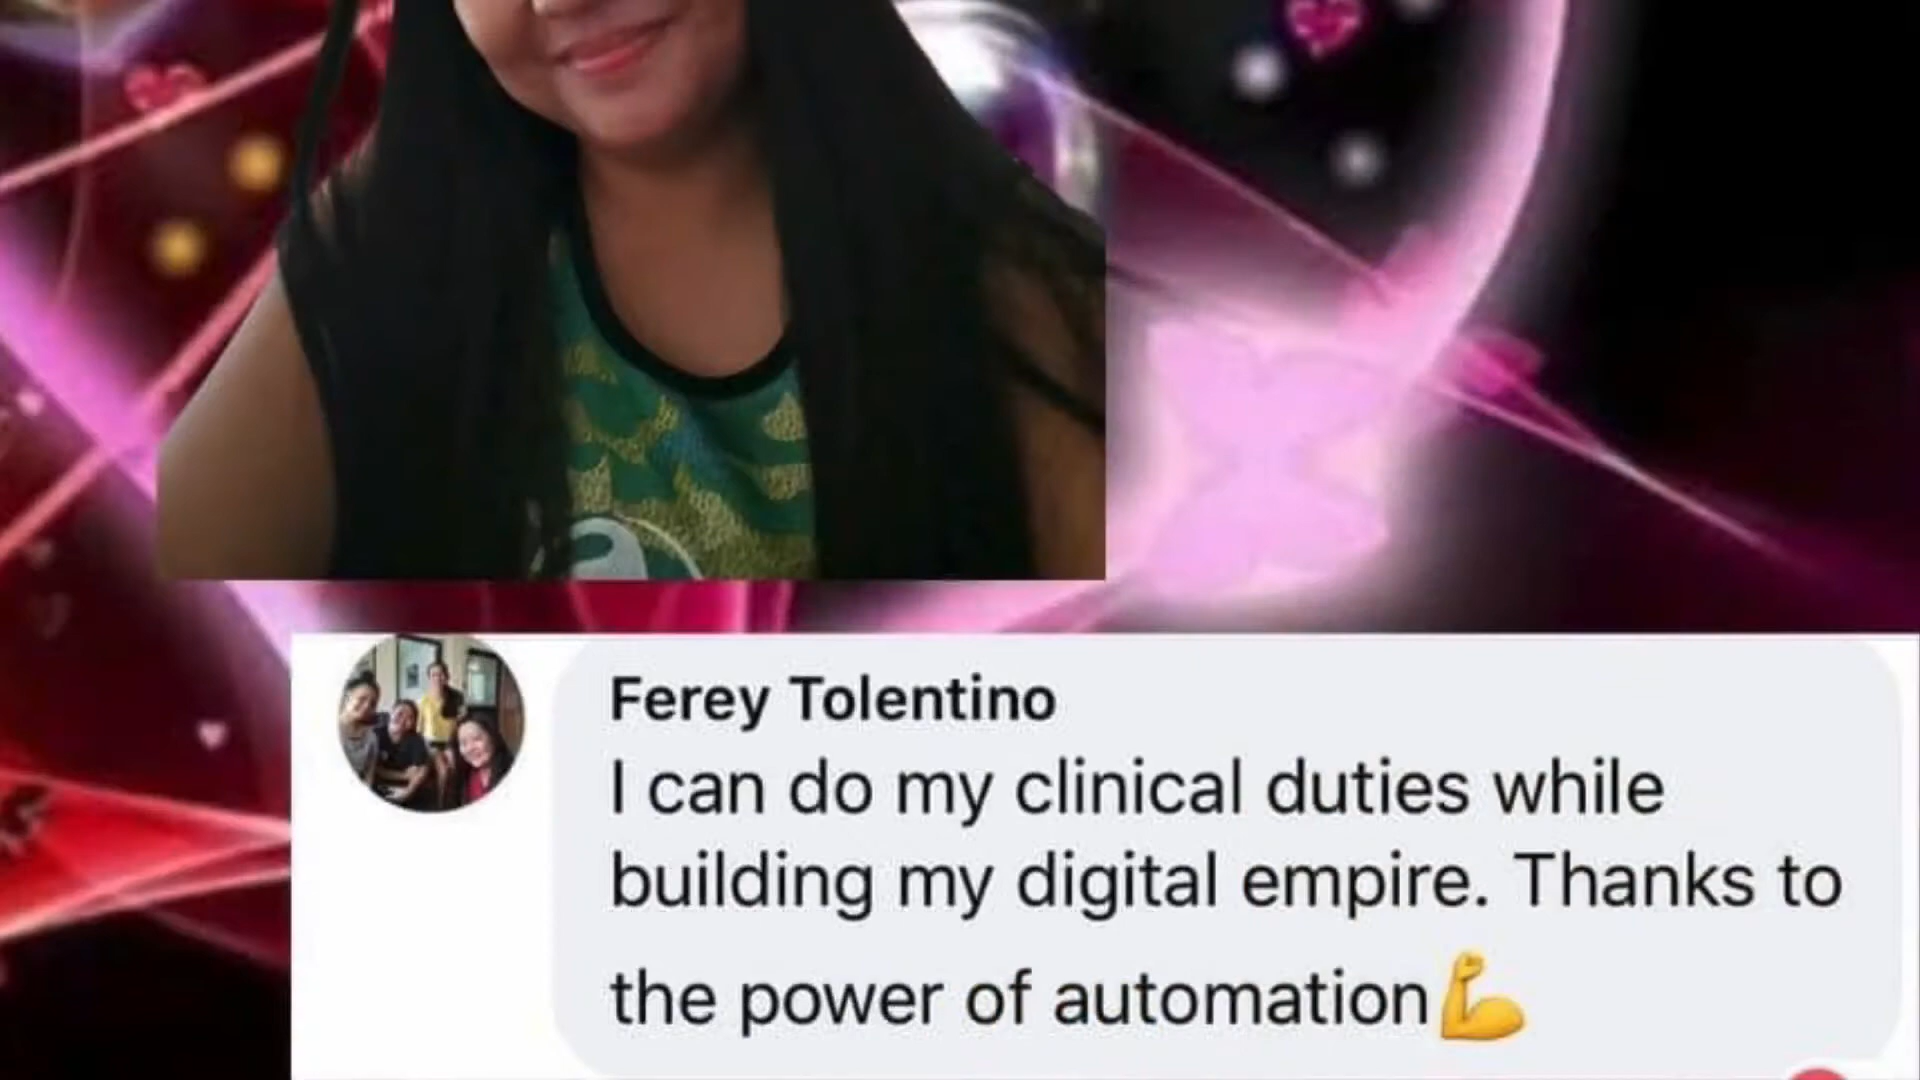 Ferey Tolentino
I can do my clinical duties while
building my digital empire. Thanks to
the power of automation💪